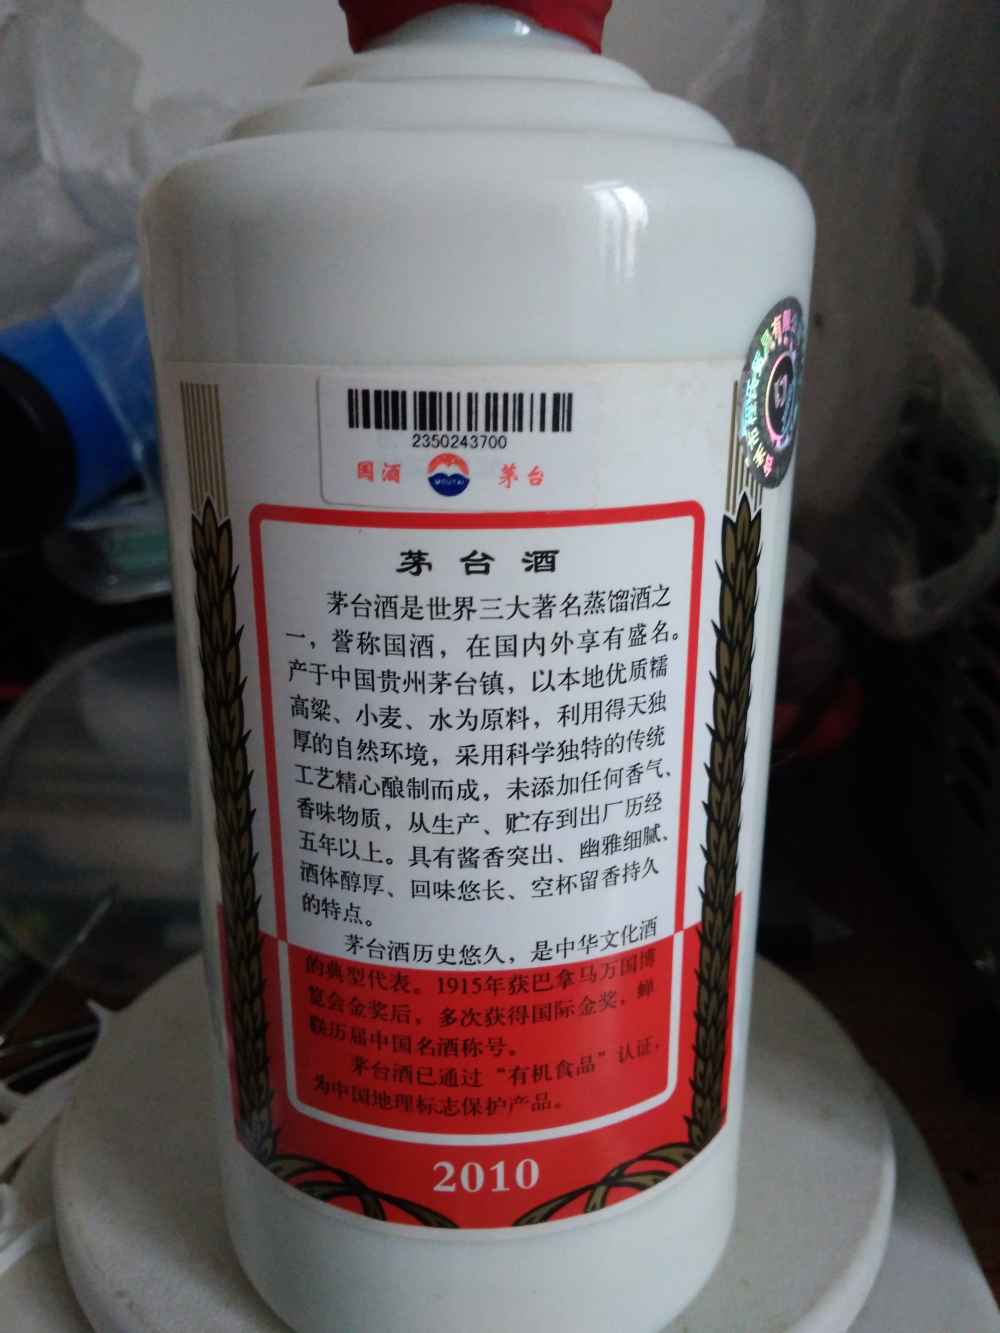 2350243700
国酒 MOUTAI 茅台
茅台酒
茅台酒是世界三大著名蒸馏酒之
一，誉称国酒，在国内外享有盛名。
产于中国贵州茅台镇，以本地优质糯
高粱、小麦、水为原料，利用得天独
厚的自然环境，采用科学独特的传统
工艺精心酿制而成，未添加任何香气、
香味物质，从生产、贮存到出厂历经
五年以上。具有酱香突出、幽雅细腻、
酒体醇厚、回味悠长、空杯留香持久
的特点。
茅台酒历史悠久，是中华文化酒
的典型代表。1915年获巴拿马万国博
览会金奖后，多次获得国际金奖，蝉
联历届中国名酒称号。
茅台酒已通过“有机食品”认证，
为中国地理标志保护产品。
2010